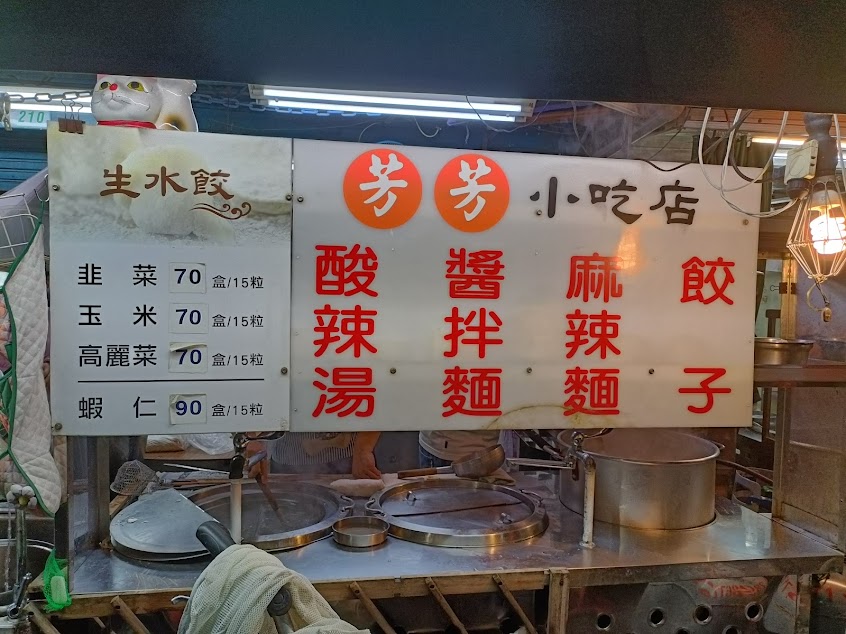 210
生水餃
韭菜 70 盒/15粒
玉米 70 盒/15粒
高麗菜 70 盒/15粒
蝦仁 90 盒/15粒
芳芳小吃店
酸辣湯
醬拌麵
麻辣麵
餃子